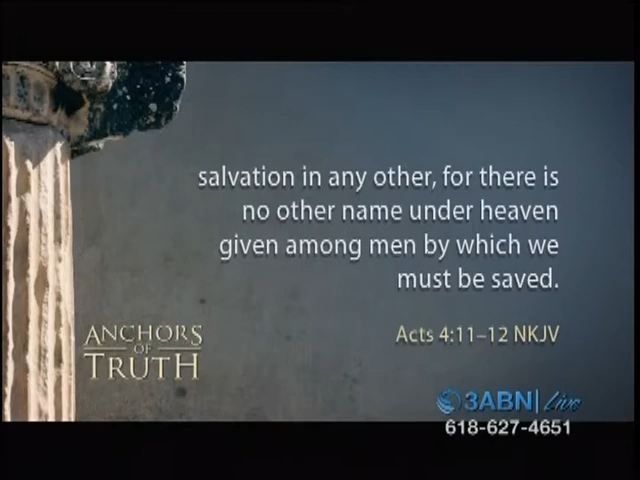 salvation in any other, for there is
no other name under heaven
given among men by which we
must be saved.
Acts 4:11–12 NKJV
ANCHORS
OF
TRUTH
3ABN Live
618-627-4651